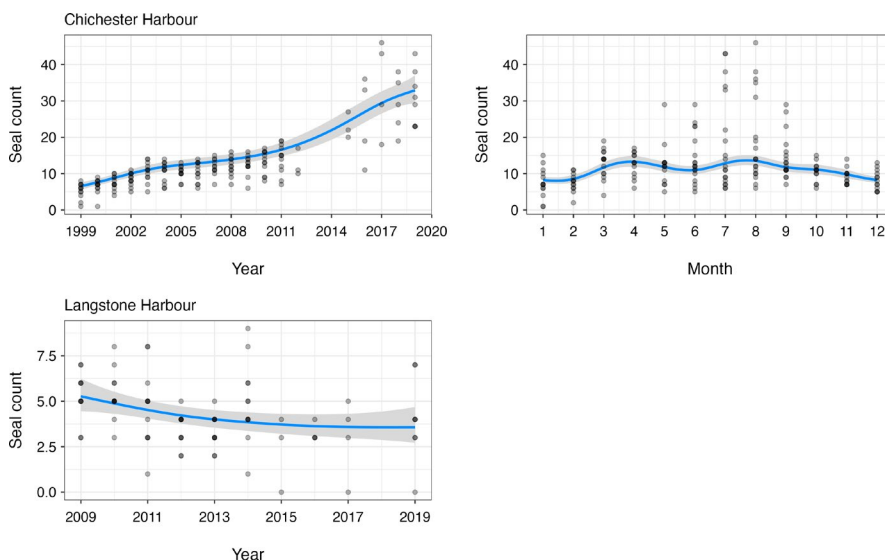 Chichester Harbour
Seal count
40
30
20
10
0
1999 2002 2005 2008 2011 2014 2017 2020
Year
Seal count
40
30
20
10
0
1 2 3 4 5 6 7 8 9 10 11 12
Month
Langstone Harbour
Seal count
7.5
5.0
2.5
0.0
2009 2011 2013 2015 2017 2019
Year